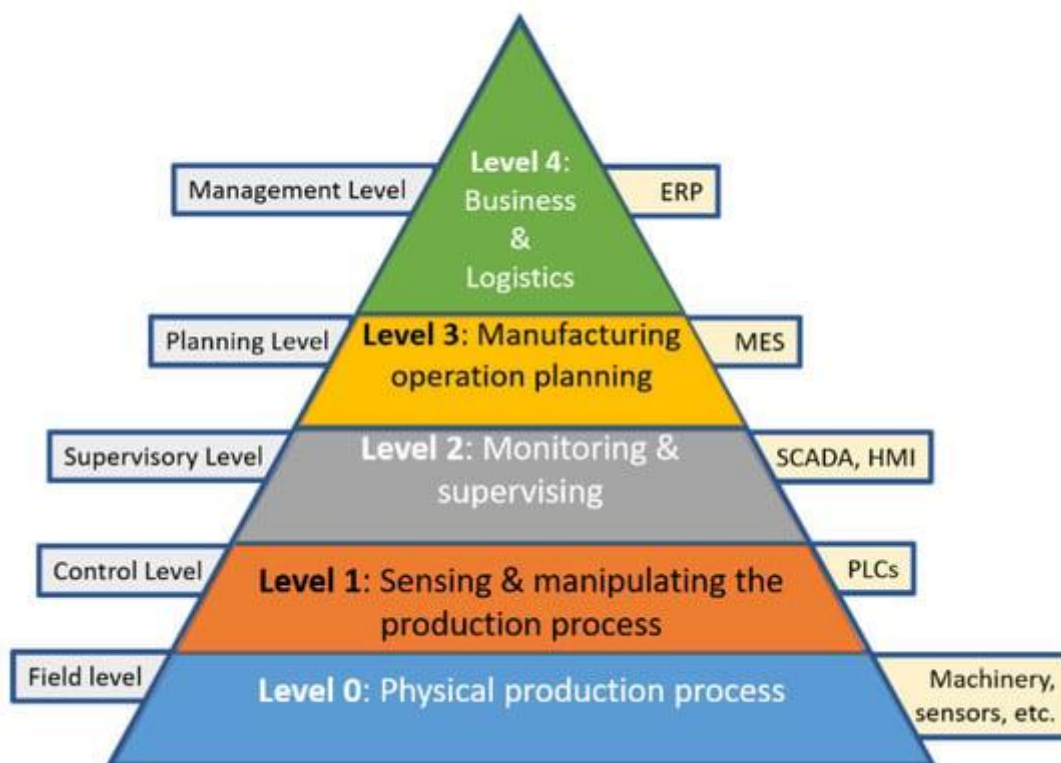 Management Level
Level 4:
Business
&
Logistics
ERP
Planning Level
Level 3: Manufacturing
operation planning
MES
Supervisory Level
Level 2: Monitoring &
supervising
SCADA, HMI
Control Level
Level 1: Sensing & manipulating the
production process
PLCs
Field level
Level 0: Physical production process
Machinery,
sensors, etc.